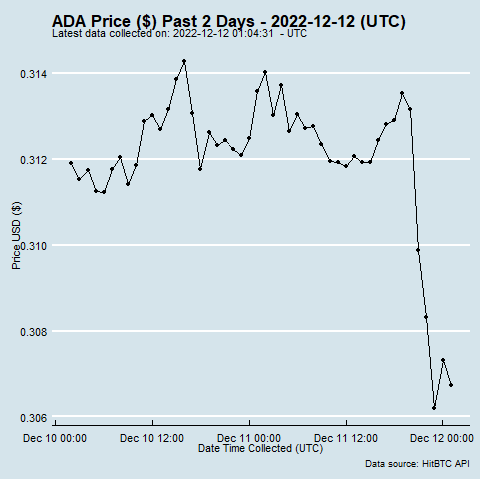 ADA Price ($) Past 2 Days - 2022-12-12 (UTC)
Latest data collected on: 2022-12-12 01:04:31  - UTC
0.314
0.312
0.310
0.308
0.306
Price USD ($)
Dec 10 00:00 Dec 10 12:00 Dec 11 00:00 Dec 11 12:00 Dec 12 00:00
Date Time Collected (UTC)
Data source: HitBTC API